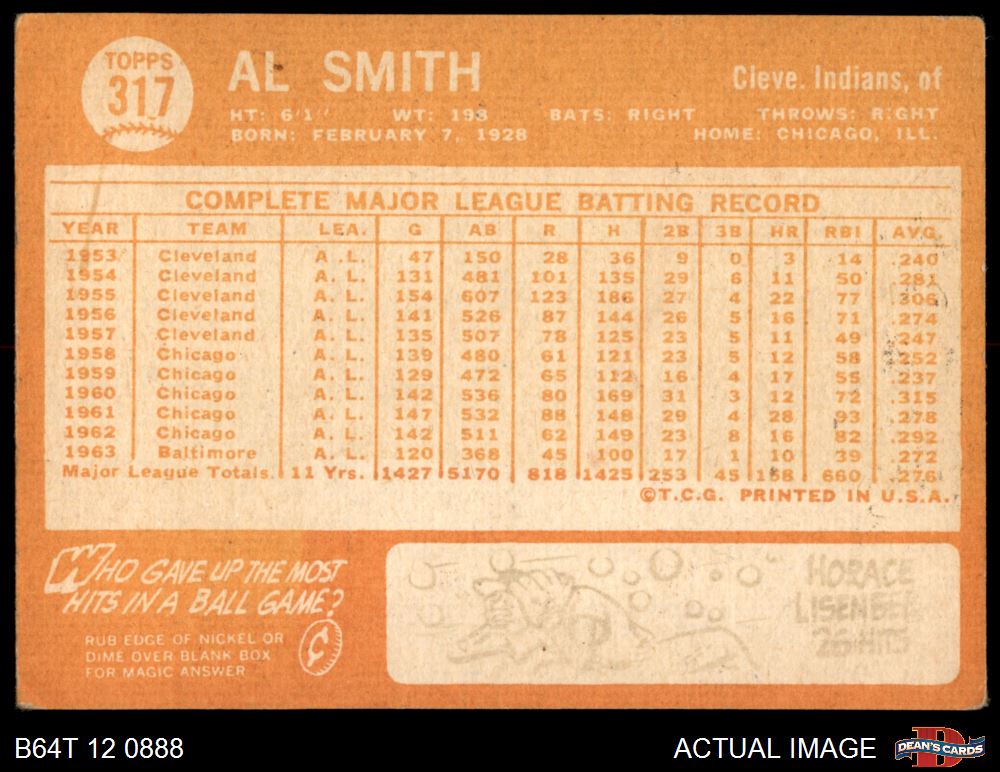 TOPPS
317
AL SMITH
Cleve. Indians, of
HT: 6'1" WT: 193 BATS: RIGHT THROWS: RIGHT
BORN: FEBRUARY 7, 1928 HOME: CHICAGO, ILL.
COMPLETE MAJOR LEAGUE BATTING RECORD
YEAR TEAM LEA. G AB R H 2B 3B HR RBI AVG.
1953 Cleveland A. L. 47 150 28 36 9 0 3 14 .240
1954 Cleveland A. L. 131 481 101 135 29 6 11 50 .281
1955 Cleveland A. L. 154 607 123 186 27 4 22 77 .306
1956 Cleveland A. L. 141 526 87 144 26 5 16 71 .274
1957 Cleveland A. L. 135 507 78 125 23 5 11 49 .247
1958 Chicago A. L. 139 480 61 121 23 5 12 58 .252
1959 Chicago A. L. 129 472 65 112 16 4 17 55 .237
1960 Chicago A. L. 142 536 80 169 31 3 12 72 .315
1961 Chicago A. L. 147 532 88 148 29 4 28 93 .278
1962 Chicago A. L. 142 511 62 149 23 8 16 82 .292
1963 Baltimore A. L. 120 368 45 100 17 1 10 39 .272
Major League Totals. 11 Yrs. 1427 5170 818 1425 253 45 158 660 .276
©T.C.G. PRINTED IN U.S.A.
WHO GAVE UP THE MOST
HITS IN A BALL GAME?
RUB EDGE OF NICKEL OR
DIME OVER BLANK BOX
FOR MAGIC ANSWER
¢
HORACE
LISENBEE
26 HITS
B64T 12 0888
ACTUAL IMAGE
D
DEAN'S CARDS